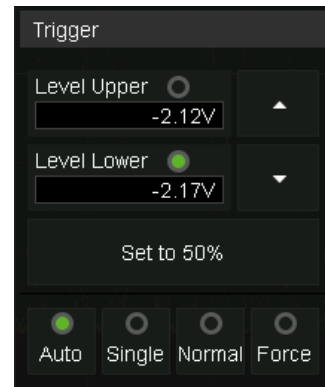 Trigger
Level Upper
-2.12V
Level Lower
-2.17V
Set to 50%
Auto Single Normal Force